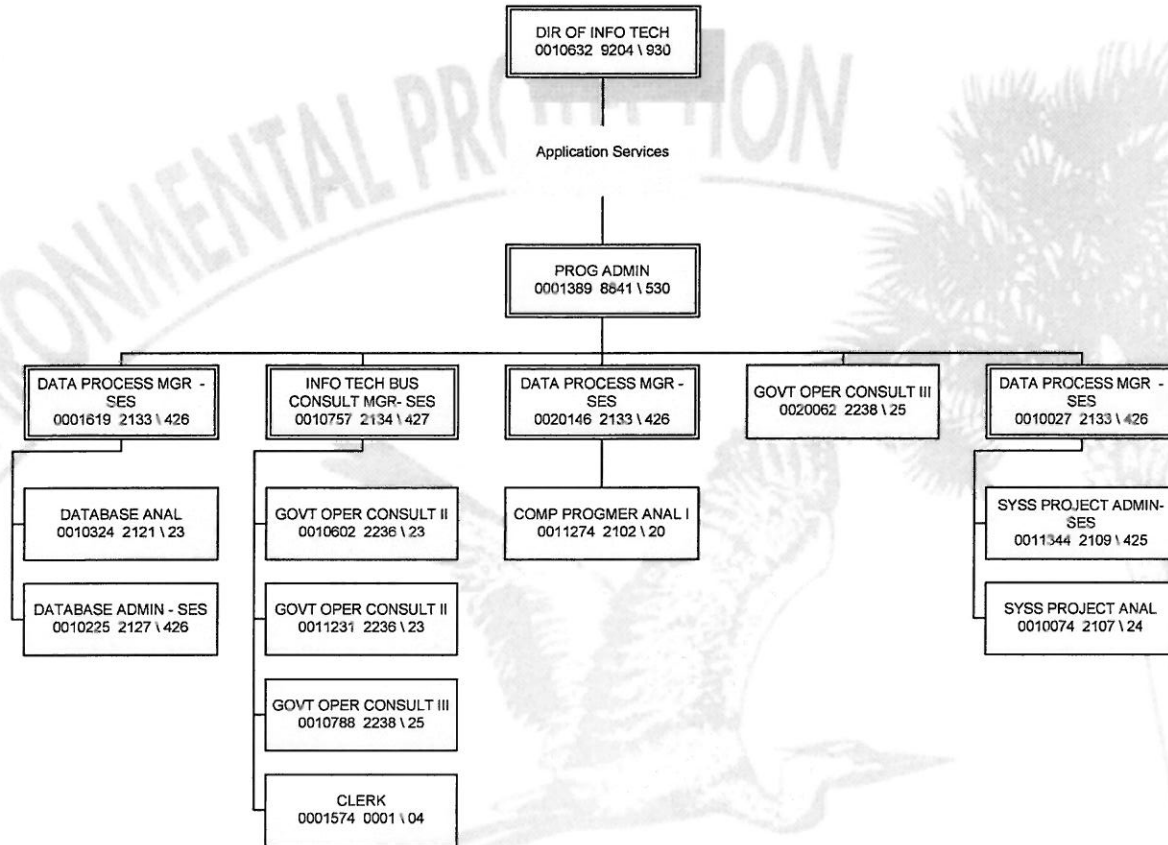 DIR OF INFO TECH
0010632 9204 \ 930
Application Services
PROG ADMIN
0001389 8841 \ 530
DATA PROCESS MGR -
SES
0001619 2133 \ 426
INFO TECH BUS
CONSULT MGR- SES
0010757 2134 \ 427
DATA PROCESS MGR -
SES
0020146 2133 \ 426
GOVT OPER CONSULT III
0020062 2238 \ 25
DATA PROCESS MGR -
SES
0010027 2133 \ 426
DATABASE ANAL
0010324 2121 \ 23
DATABASE ADMIN - SES
0010225 2127 \ 426
GOVT OPER CONSULT II
0010602 2236 \ 23
GOVT OPER CONSULT II
0011231 2236 \ 23
GOVT OPER CONSULT III
0010788 2238 \ 25
CLERK
0001574 0001 \ 04
COMP PROGMER ANAL I
0011274 2102 \ 20
SYSS PROJECT ADMIN-
SES
0011344 2109 \ 425
SYSS PROJECT ANAL
0010074 2107 \ 24